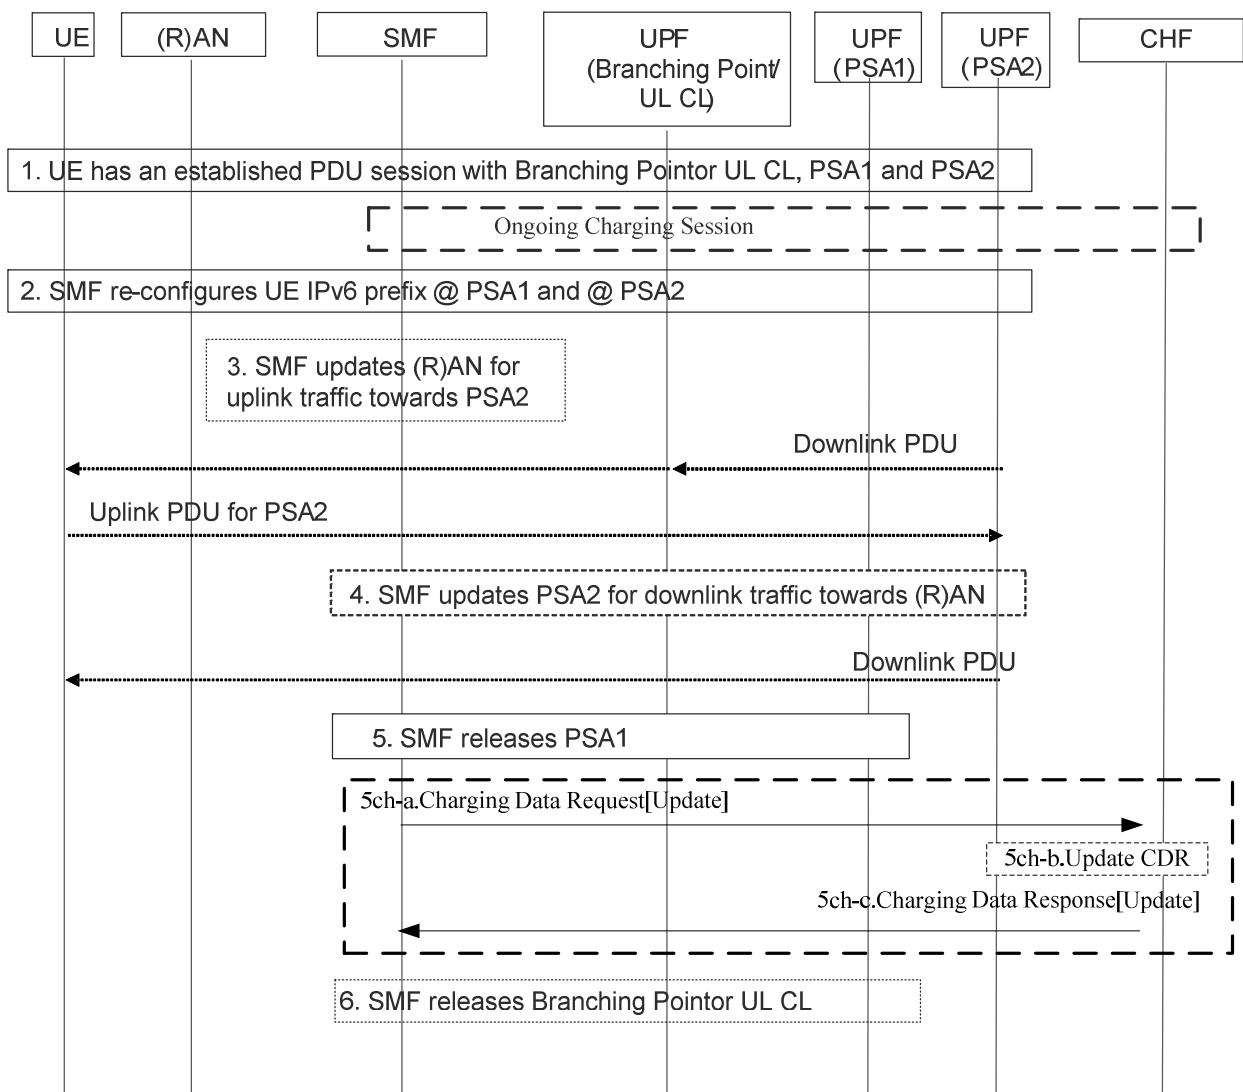 UE
(R)AN
SMF
UPF
(Branching Point/
UL CL)
UPF
(PSA1)
UPF
(PSA2)
CHF
1. UE has an established PDU session with Branching Pointor UL CL, PSA1 and PSA2
Ongoing Charging Session
2. SMF re-configures UE IPv6 prefix @ PSA1 and @ PSA2
3. SMF updates (R)AN for
uplink traffic towards PSA2
Downlink PDU
Uplink PDU for PSA2
4. SMF updates PSA2 for downlink traffic towards (R)AN
Downlink PDU
5. SMF releases PSA1
5ch-a.Charging Data Request[Update]
5ch-b.Update CDR
5ch-c.Charging Data Response[Update]
6. SMF releases Branching Pointor UL CL